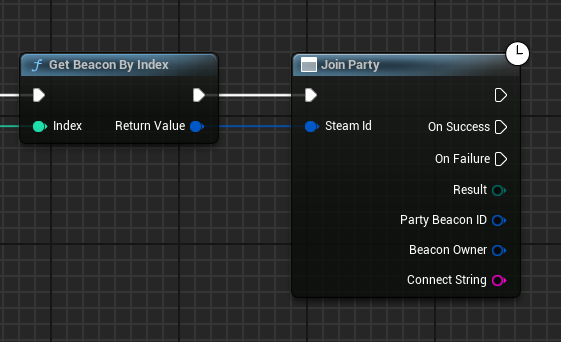 Get Beacon By Index
Index
Return Value
Join Party
Steam Id
On Success
On Failure
Result
Party Beacon ID
Beacon Owner
Connect String